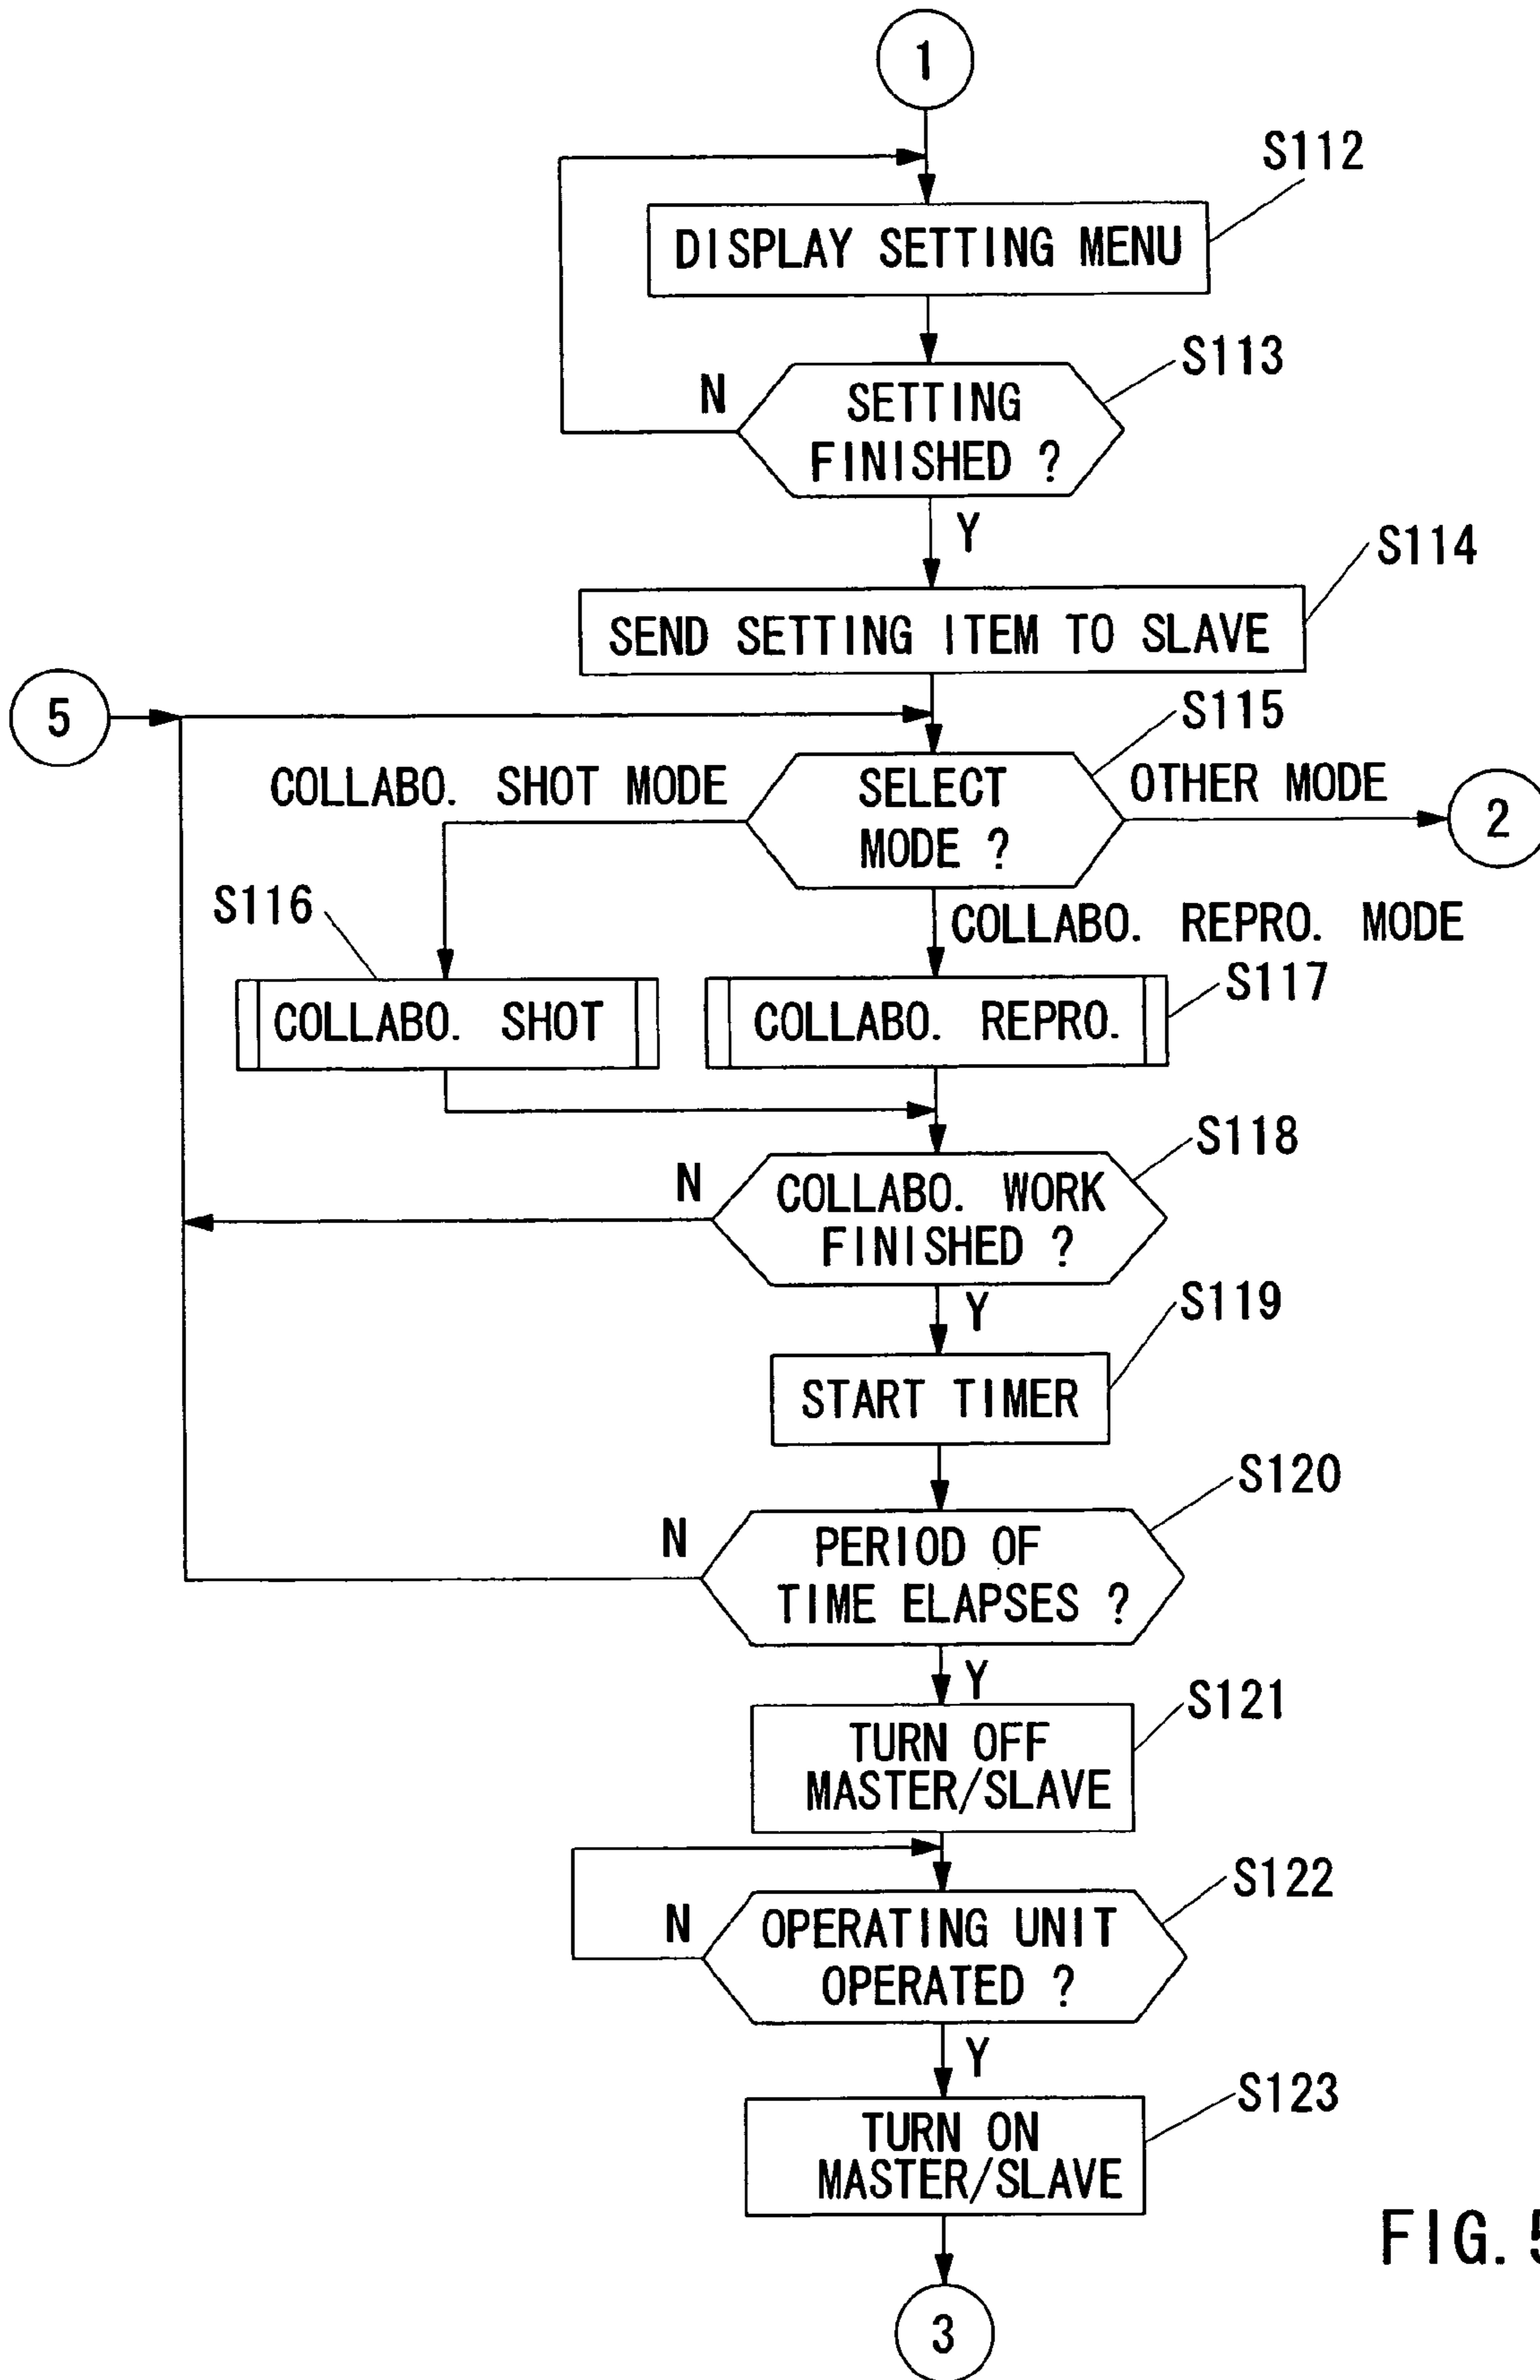 1
S112
DISPLAY SETTING MENU
S113
N
SETTING
FINISHED ?
Y
S114
SEND SETTING ITEM TO SLAVE
5
S115
COLLABO. SHOT MODE
SELECT
MODE ?
OTHER MODE
2
S116
COLLABO. REPRO. MODE
S117
COLLABO. SHOT
COLLABO. REPRO.
S118
N
COLLABO. WORK
FINISHED ?
Y
S119
START TIMER
S120
N
PERIOD OF
TIME ELAPSES ?
Y
S121
TURN OFF
MASTER/SLAVE
S122
N
OPERATING UNIT
OPERATED ?
Y
S123
TURN ON
MASTER/SLAVE
FIG. 5
3